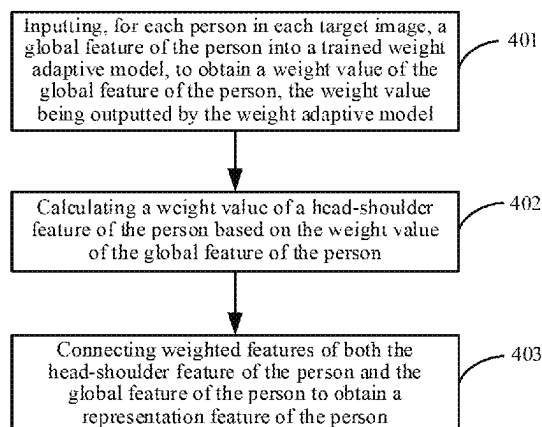 Inputting, for each person in each target image, a
global feature of the person into a trained weight
adaptive model, to obtain a weight value of the
global feature of the person, the weight value
being outputted by the weight adaptive model
401
Calculating a weight value of a head-shoulder
feature of the person based on the weight value
of the global feature of the person
402
Connecting weighted features of both the
head-shoulder feature of the person and the
global feature of the person to obtain a
representation feature of the person
403